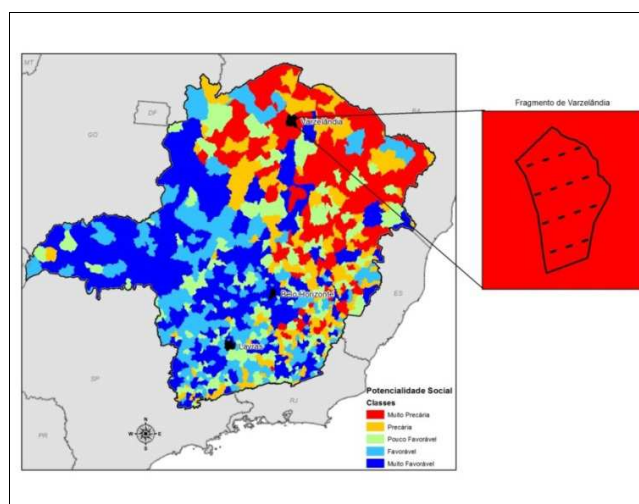 MT
DF
GO
BA
Varzelândia
Fragmento de Varzelândia
ES
Belo Horizonte
Lavras
SP
RJ
PR
N
W
E
S
Potencialidade Social
Classes
Muito Precária
Precária
Pouco Favorável
Favorável
Muito Favorável